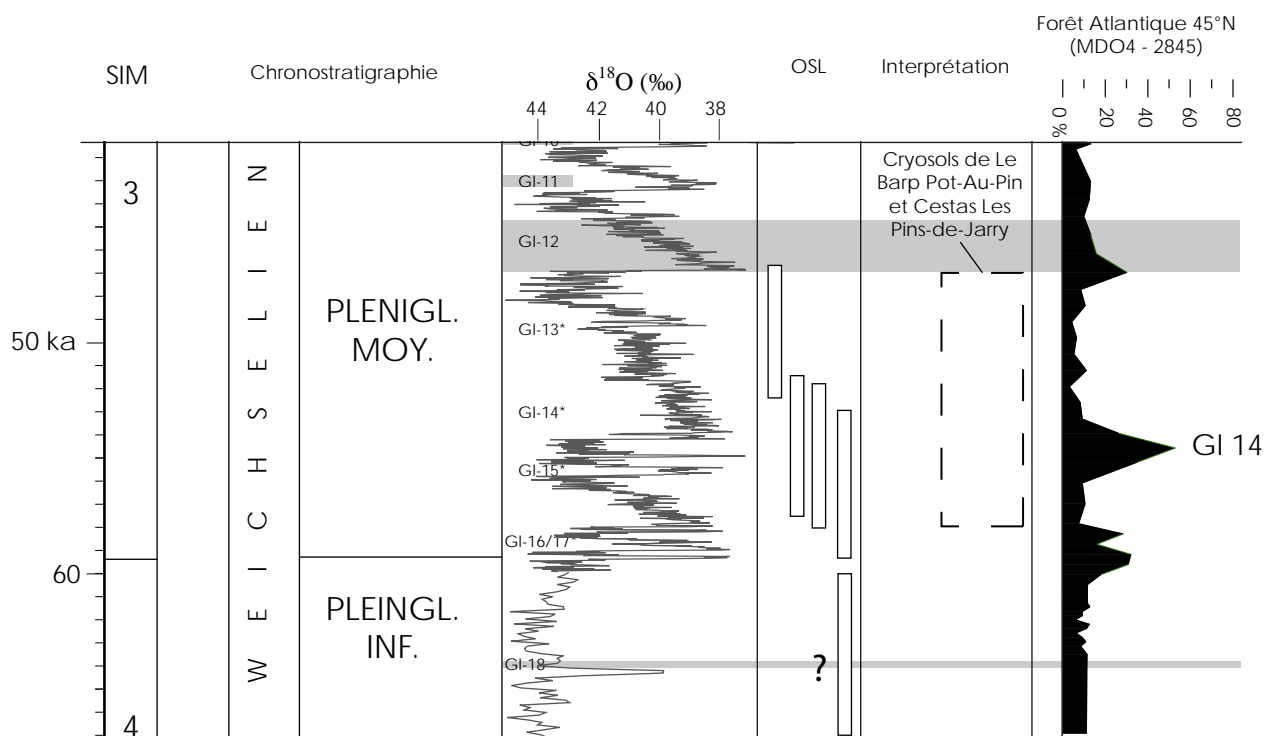 Forêt Atlantique 45°N
(MDO4 - 2845)
SIM
Chronostratigraphie
δ18O (‰)
OSL
Interprétation
44 42 40 38
0 % 20 40 60 80
GI-10
Cryosols de Le
Barp Pot-Au-Pin
et Cestas Les
Pins-de-Jarry
3
GI-11
GI-12
WEICHSELIEN
PLENIGL.
MOY.
50 ka
GI-13*
GI-14*
GI 14
GI-15*
GI-16/17*
60
PLEINGL.
INF.
GI-18
?
4